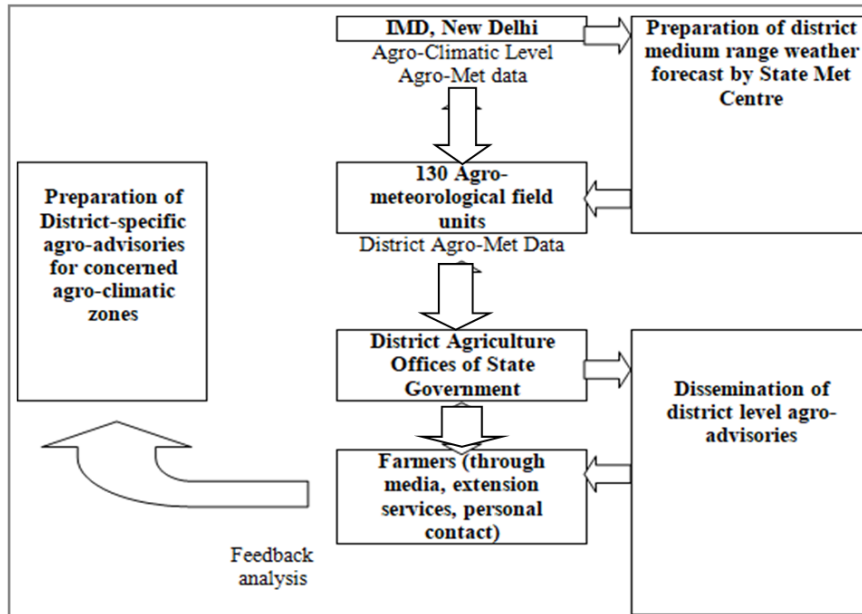 IMD, New Delhi
Agro-Climatic Level
Agro-Met data
Preparation of district
medium range weather
forecast by State Met
Centre
130 Agro-
meteorological field
units
District Agro-Met Data
Preparation of
District-specific
agro-advisories
for concerned
agro-climatic
zones
District Agriculture
Offices of State
Government
Dissemination of
district level agro-
advisories
Farmers (through
media, extension
services, personal
contact)
Feedback
analysis